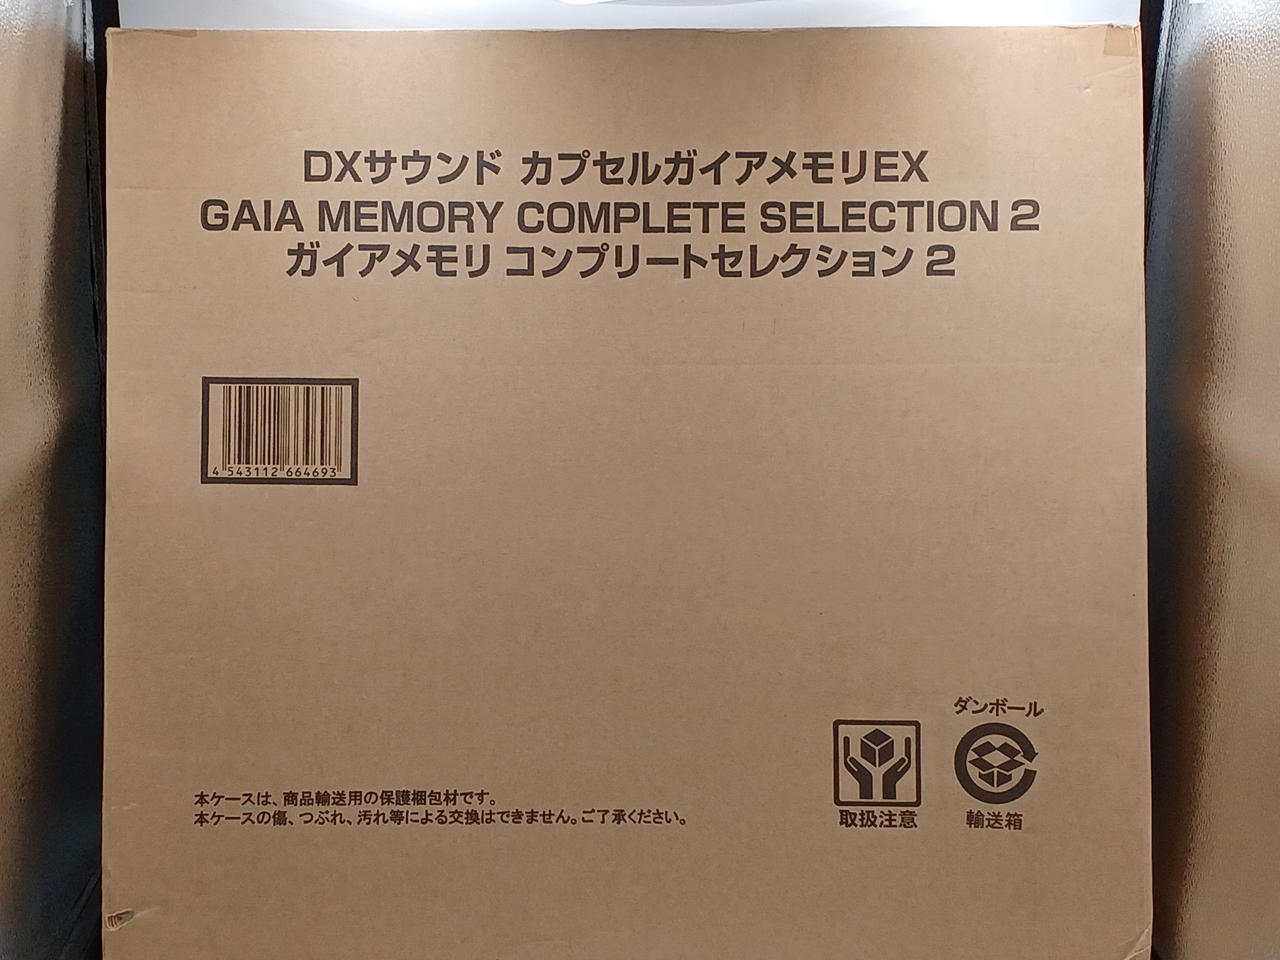 DXサウンド カプセルガイアメモリEX
GAIA MEMORY COMPLETE SELECTION 2
ガイアメモリ コンプリートセレクション 2
4 543112 664693
ダンボール
取扱注意
輸送箱
本ケースは、商品輸送用の保護梱包材です。
本ケースの傷、つぶれ、汚れ等による交換はできません。ご了承ください。